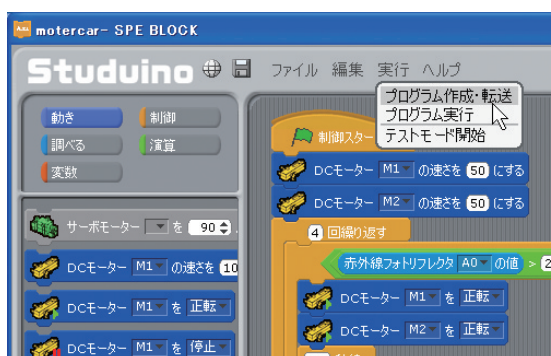 motercar- SPE BLOCK
Studuino ファイル 編集 実行 ヘルプ
プログラム作成・転送
プログラム実行
テストモード開始
動き 制御
調べる 演算
変数
サーボモーター を 90
DCモーター M1 の速さを 10
DCモーター M1 を 正転
DCモーター M1 を 停止
制御スター
DCモーター M1 の速さを 50 にする
DCモーター M2 の速さを 50 にする
4 回繰り返す
赤外線フォトリフレクタ A0 の値 > 2
DCモーター M1 を 正転
DCモーター M2 を 正転